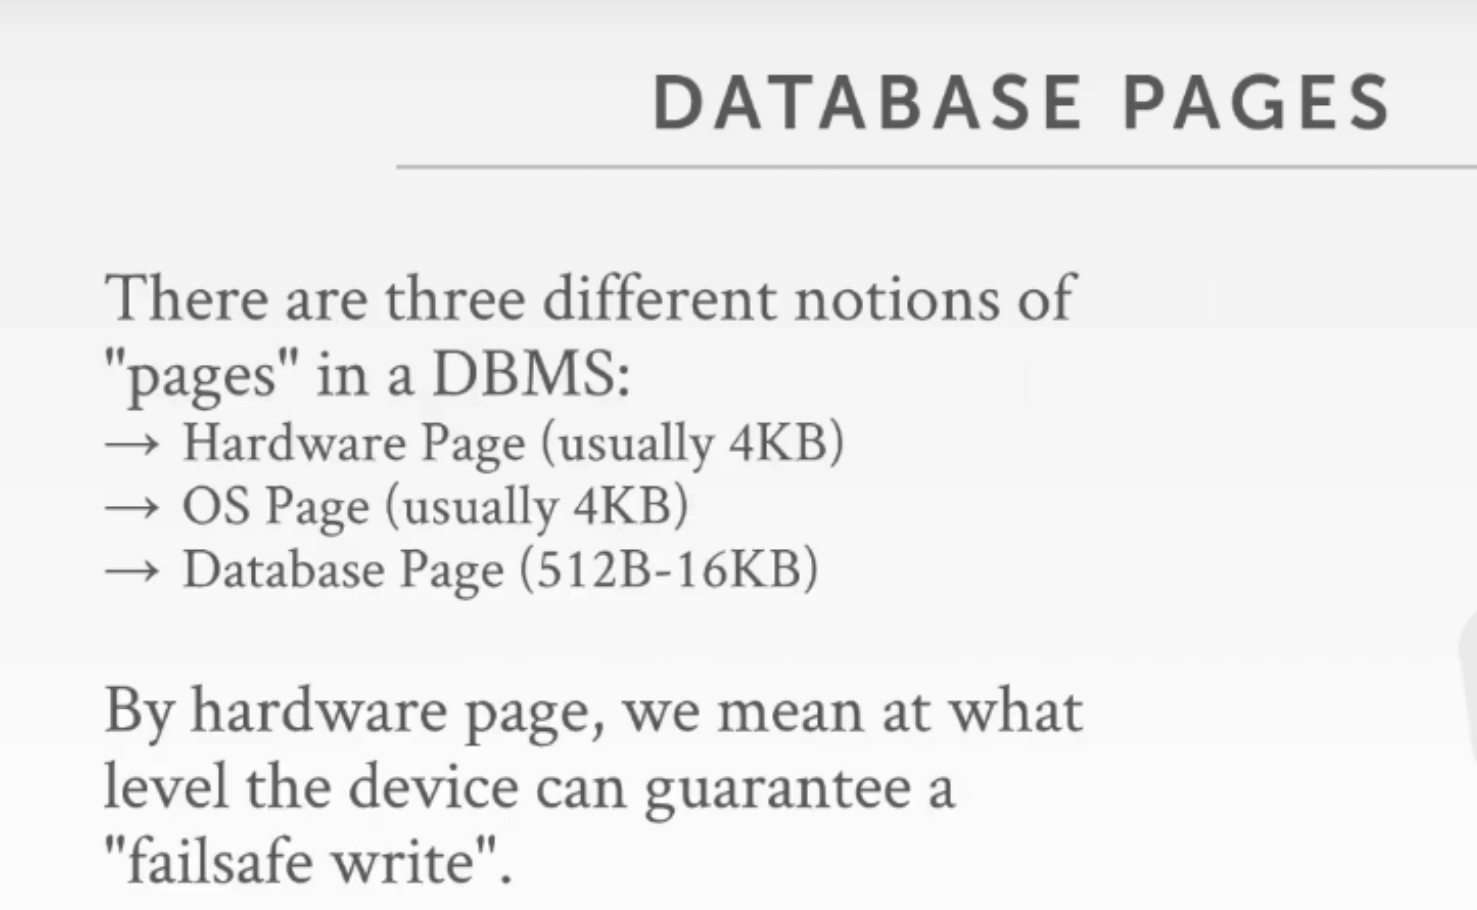 DATABASE PAGES
There are three different notions of
"pages" in a DBMS:
→ Hardware Page (usually 4KB)
→ OS Page (usually 4KB)
→ Database Page (512B-16KB)
By hardware page, we mean at what
level the device can guarantee a
"failsafe write".